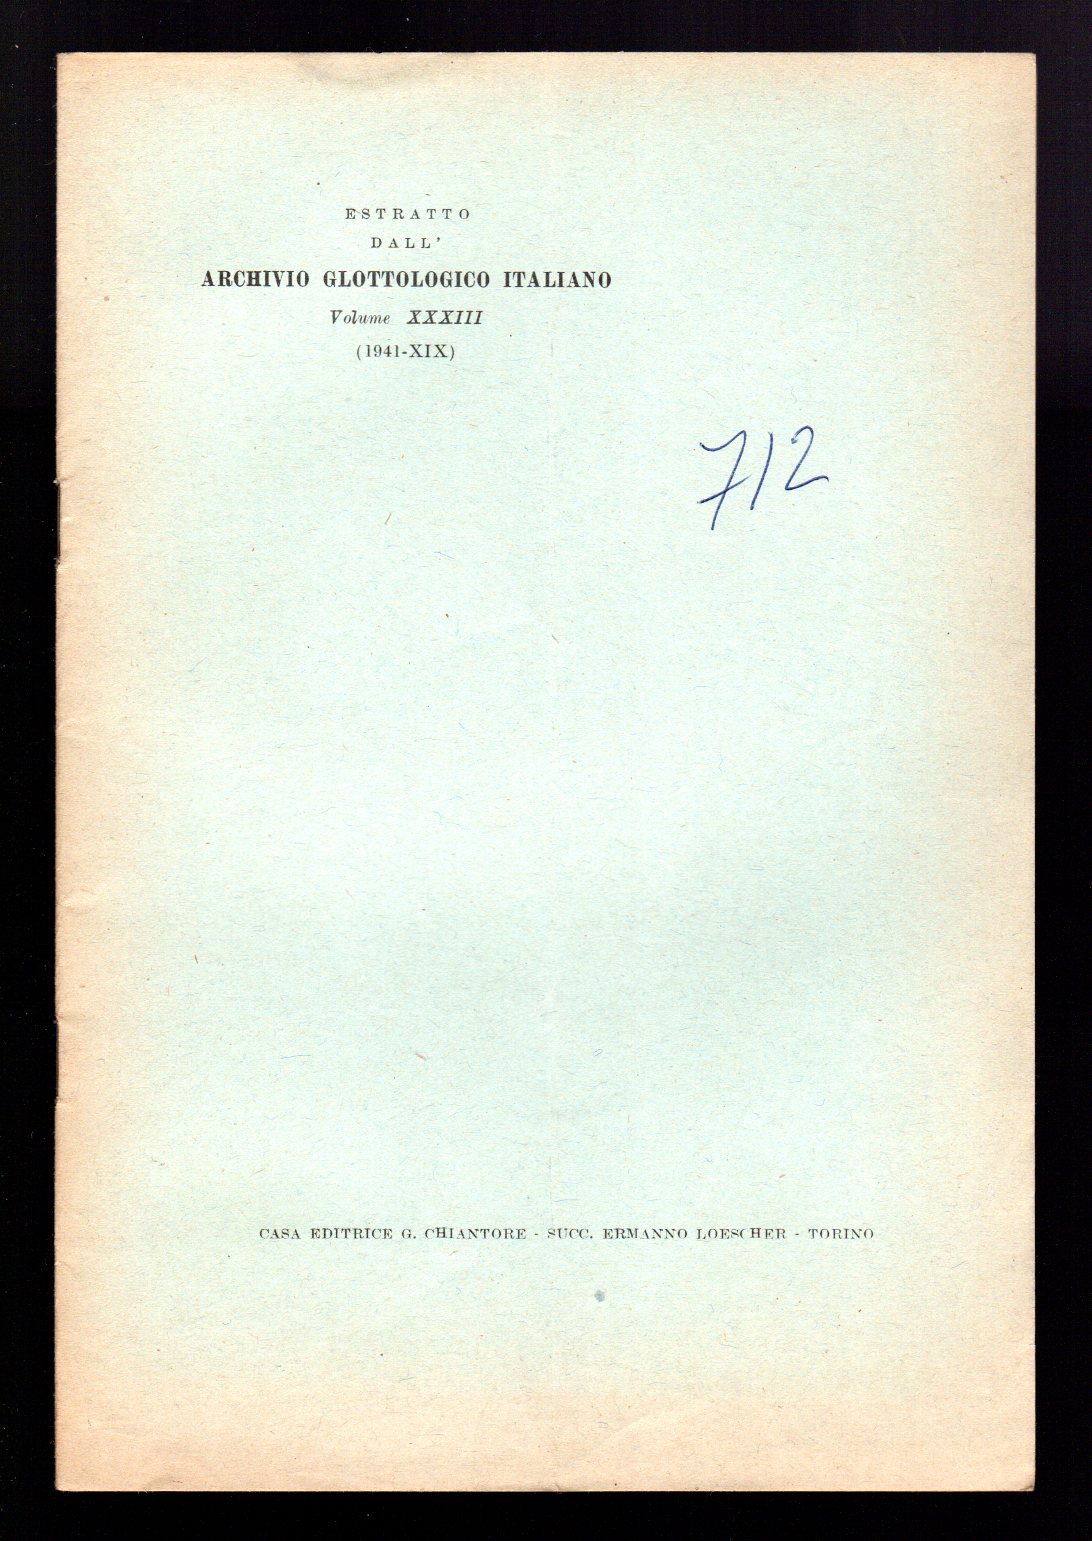 ESTRATTO
DALL'
ARCHIVIO GLOTTOLOGICO ITALIANO
Volume XXXIII
(1941-XIX)
712
CASA EDITRICE G. CHIANTORE - SUCC. ERMANNO LOESCHER - TORINO